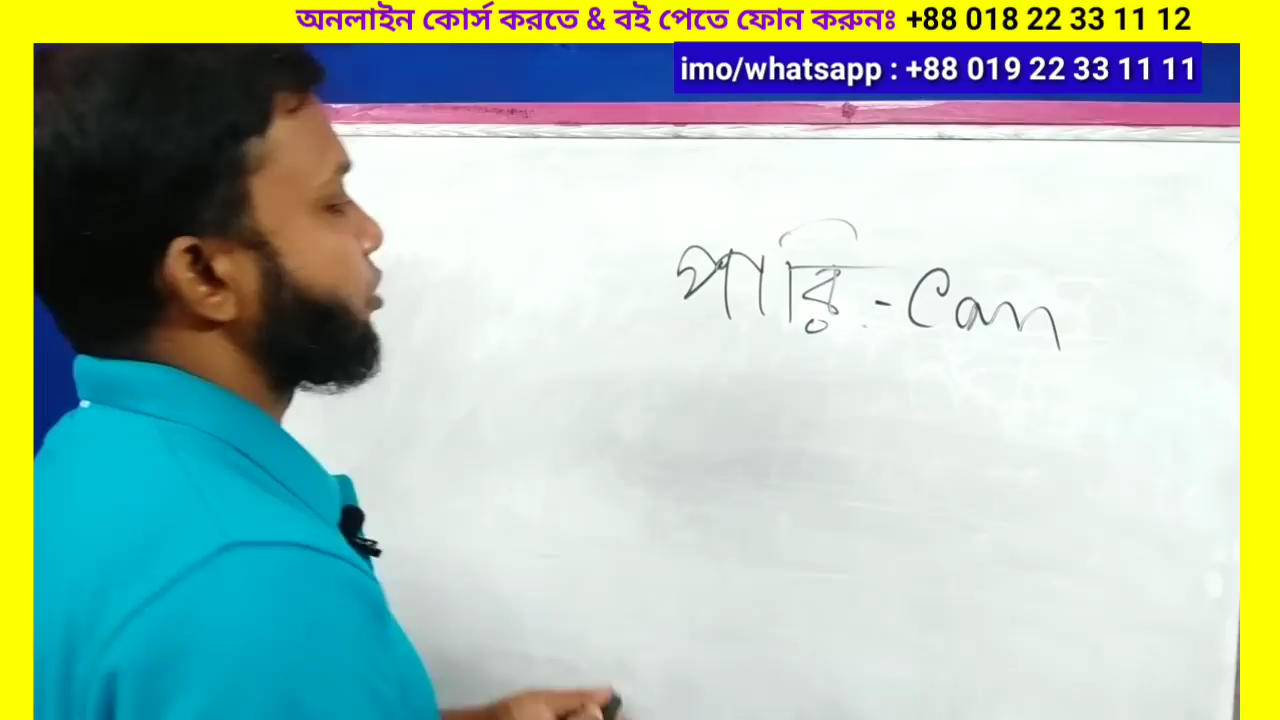 অনলাইন কোর্স করতে & বই পেতে ফোন করুনঃ +88 018 22 33 11 12
imo/whatsapp : +88 019 22 33 11 11
পারি - Can